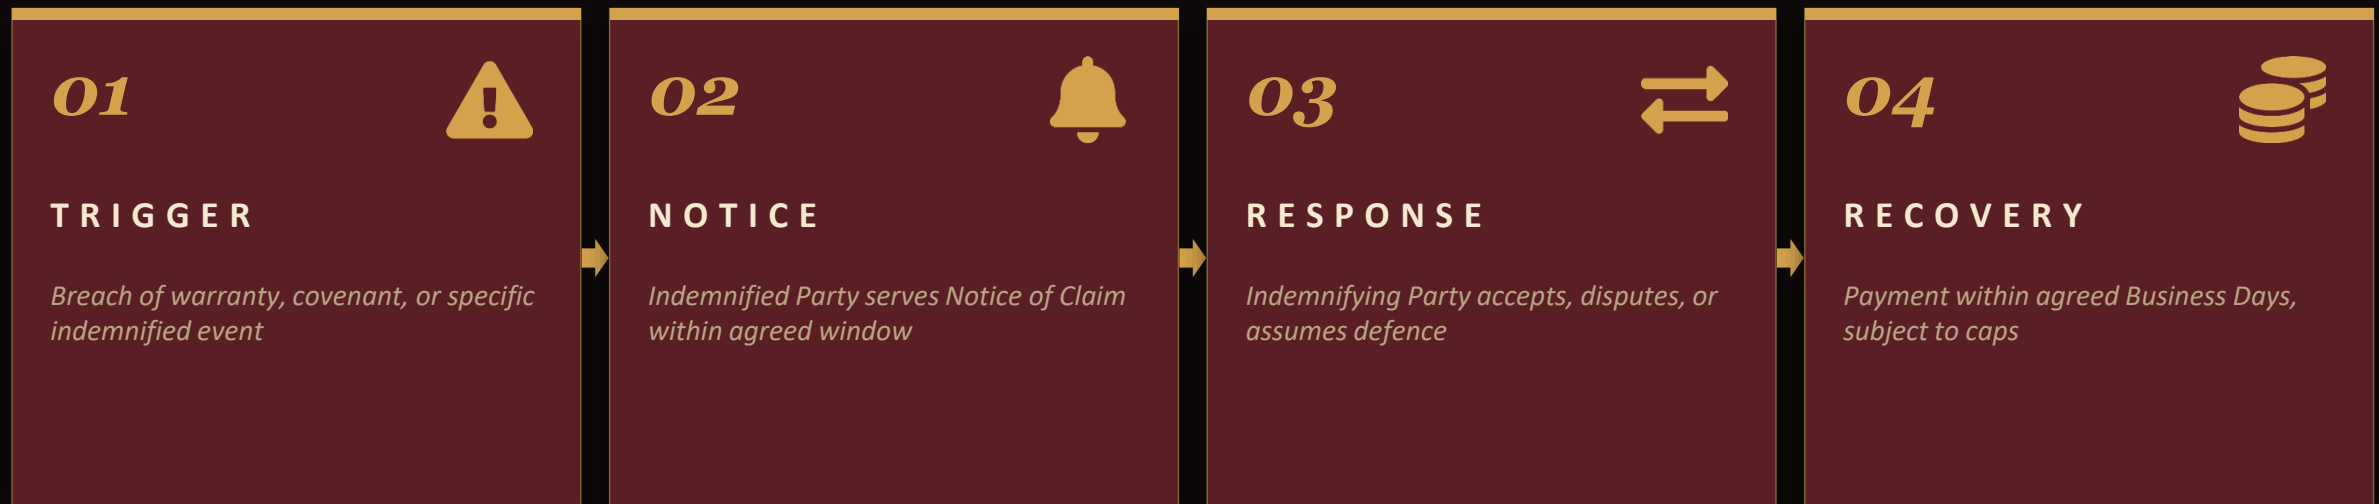 01
TRIGGER
Breach of warranty, covenant, or specific
indemnified event
02
NOTICE
Indemnified Party serves Notice of Claim
within agreed window
03
RESPONSE
Indemnifying Party accepts, disputes, or
assumes defence
04
RECOVERY
Payment within agreed Business Days,
subject to caps